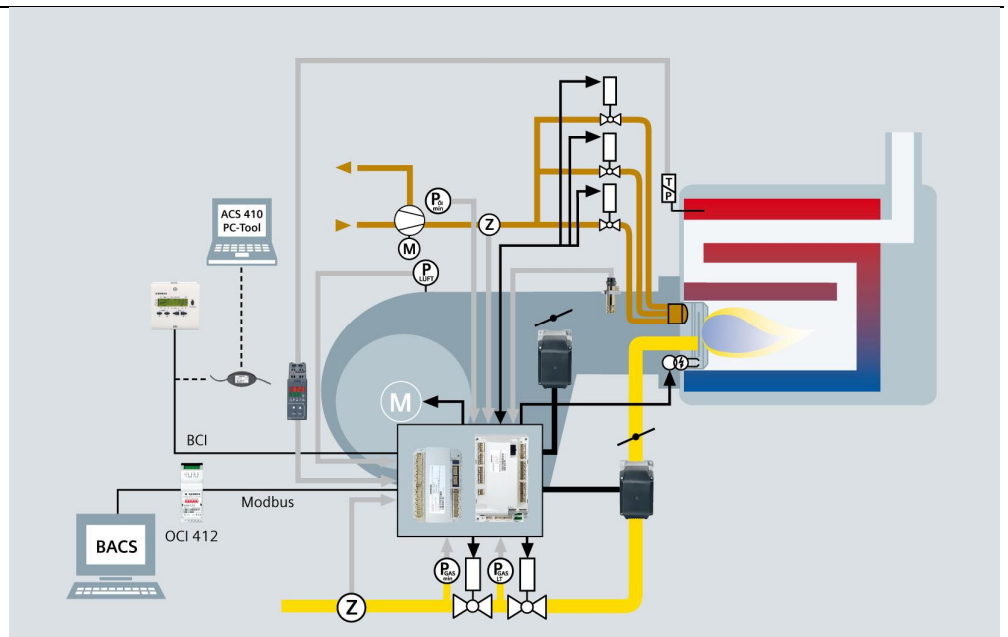 ACS 410
PC-Tool
P
Öl
min
Z
M
P
LUFT
T
P
M
BCI
Modbus
OCI 412
BACS
P
GAS
min
P
GAS
LT
Z